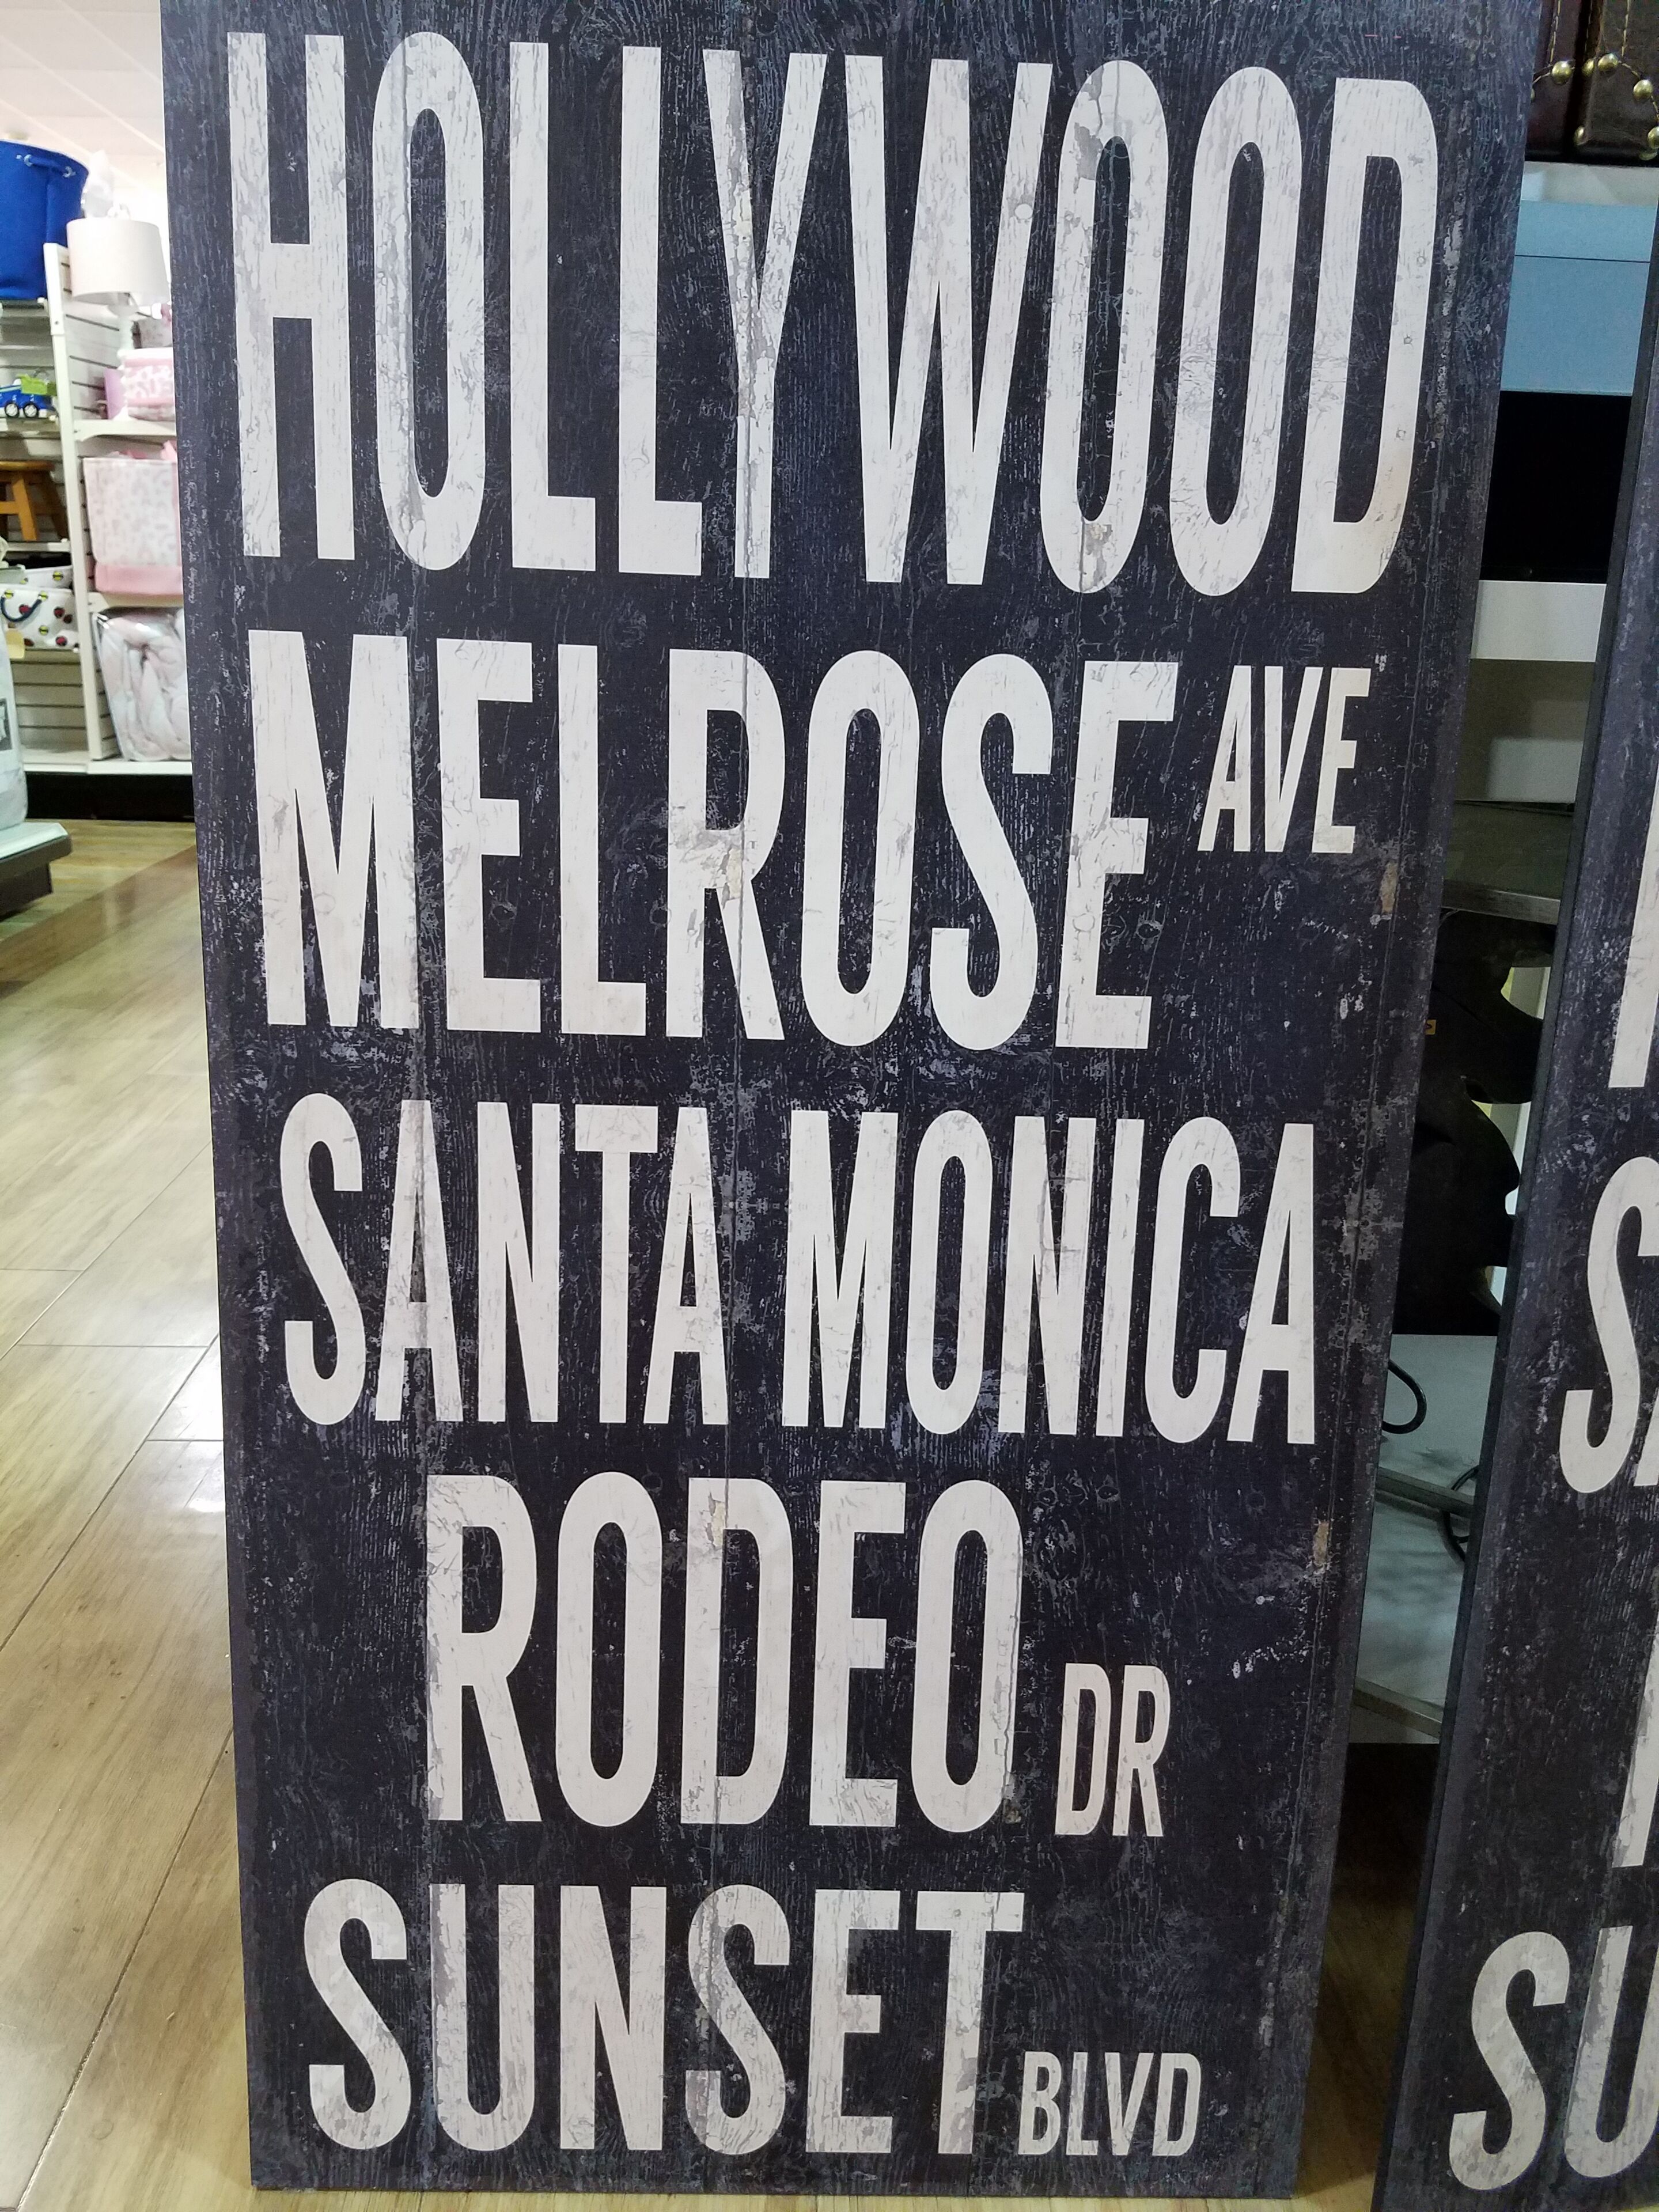 HOLLYWOOD
MELROSE AVE
SANTA MONICA
RODEO DR
SUNSET BLVD